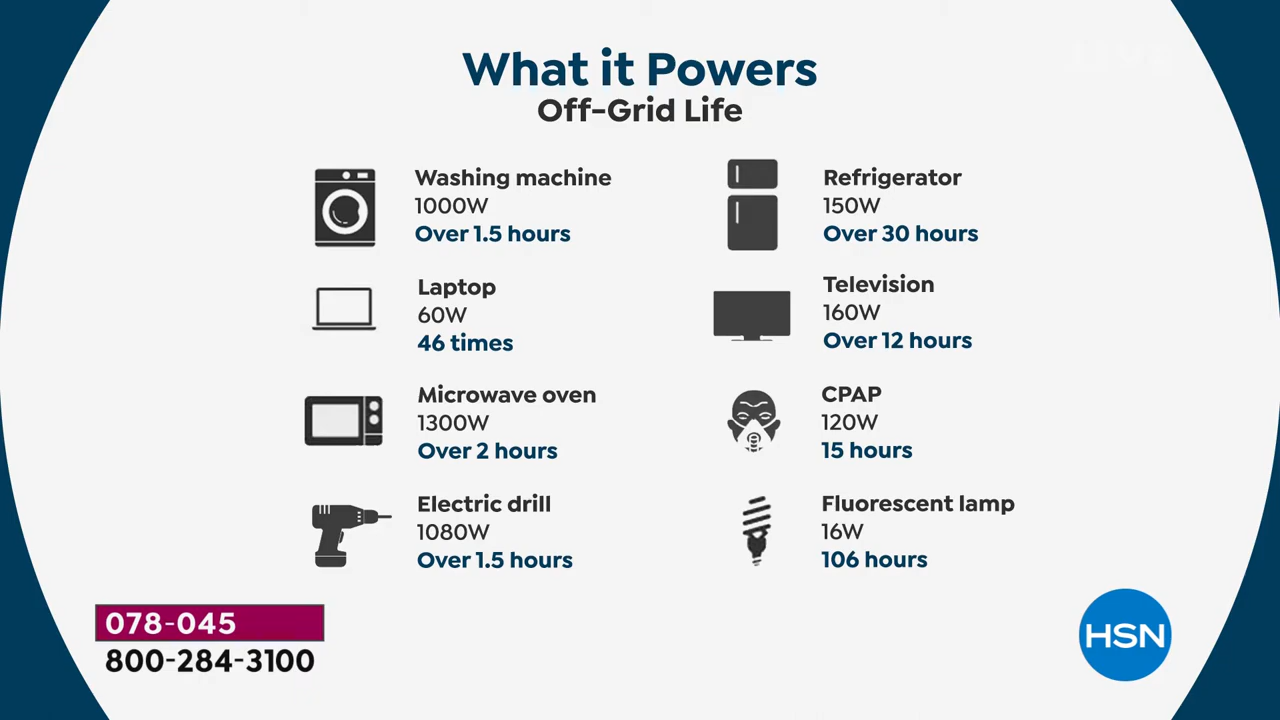 What it Powers
Off-Grid Life
Washing machine
1000W
Over 1.5 hours
Refrigerator
150W
Over 30 hours
Laptop
60W
46 times
Television
160W
Over 12 hours
Microwave oven
1300W
Over 2 hours
CPAP
120W
15 hours
Electric drill
1080W
Over 1.5 hours
Fluorescent lamp
16W
106 hours
078-045
800-284-3100
HSN